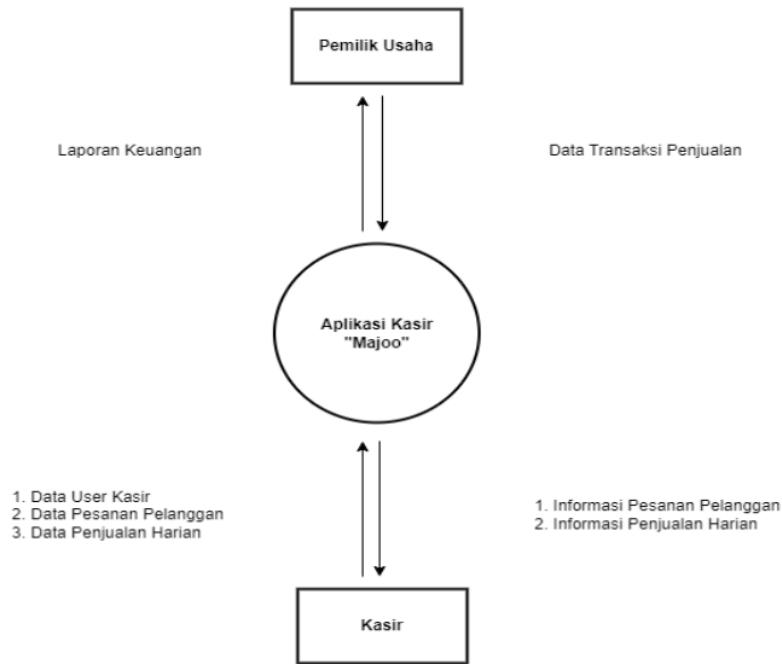 Pemilik Usaha
Laporan Keuangan
Data Transaksi Penjualan
Aplikasi Kasir
"Majoo"
1. Data User Kasir
2. Data Pesanan Pelanggan
3. Data Penjualan Harian
1. Informasi Pesanan Pelanggan
2. Informasi Penjualan Harian
Kasir